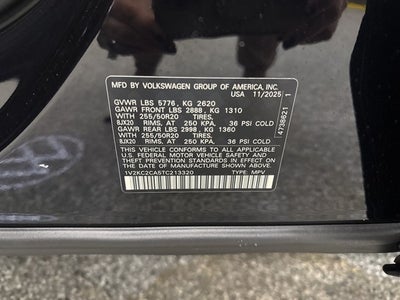 MFD BY VOLKSWAGEN GROUP OF AMERICA, INC.
USA 11/2025
GVWR LBS 5776, KG 2620
GAWR FRONT LBS 2888, KG 1310
WITH 255/50R20 TIRES,
8JX20 RIMS, AT 250 KPA, 36 PSI COLD
GAWR REAR LBS 2998, KG 1360
WITH 255/50R20 TIRES,
8JX20 RIMS, AT 250 KPA, 36 PSI COLD
THIS VEHICLE CONFORMS TO ALL APPLICABLE
U.S. FEDERAL MOTOR VEHICLE SAFETY, AND
THEFT PREVENTION STANDARDS IN EFFECT ON
THE DATE OF MANUFACTURE SHOWN ABOVE.
1V2KC2CA5TC213320 TYPE: MPV
4738621